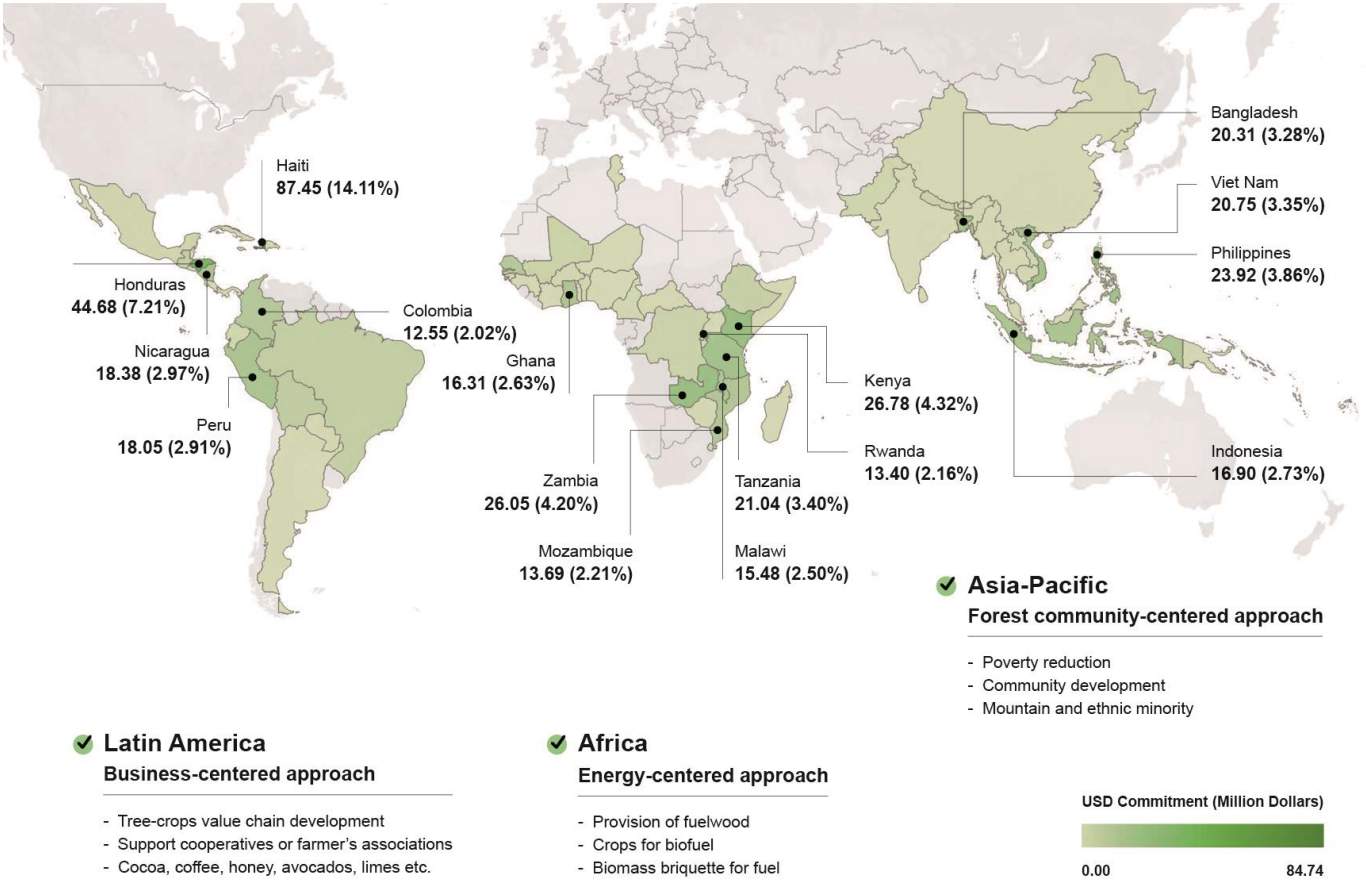 Haiti
87.45 (14.11%)
Honduras
44.68 (7.21%)
Nicaragua
18.38 (2.97%)
Peru
18.05 (2.91%)
Colombia
12.55 (2.02%)
Ghana
16.31 (2.63%)
Zambia
26.05 (4.20%)
Mozambique
13.69 (2.21%)
Tanzania
21.04 (3.40%)
Malawi
15.48 (2.50%)
Kenya
26.78 (4.32%)
Rwanda
13.40 (2.16%)
Bangladesh
20.31 (3.28%)
Viet Nam
20.75 (3.35%)
Philippines
23.92 (3.86%)
Indonesia
16.90 (2.73%)
Asia-Pacific
Forest community-centered approach
- Poverty reduction
- Community development
- Mountain and ethnic minority
Latin America
Business-centered approach
- Tree-crops value chain development
- Support cooperatives or farmer’s associations
- Cocoa, coffee, honey, avocados, limes etc.
Africa
Energy-centered approach
- Provision of fuelwood
- Crops for biofuel
- Biomass briquette for fuel
USD Commitment (Million Dollars)
0.00
84.74